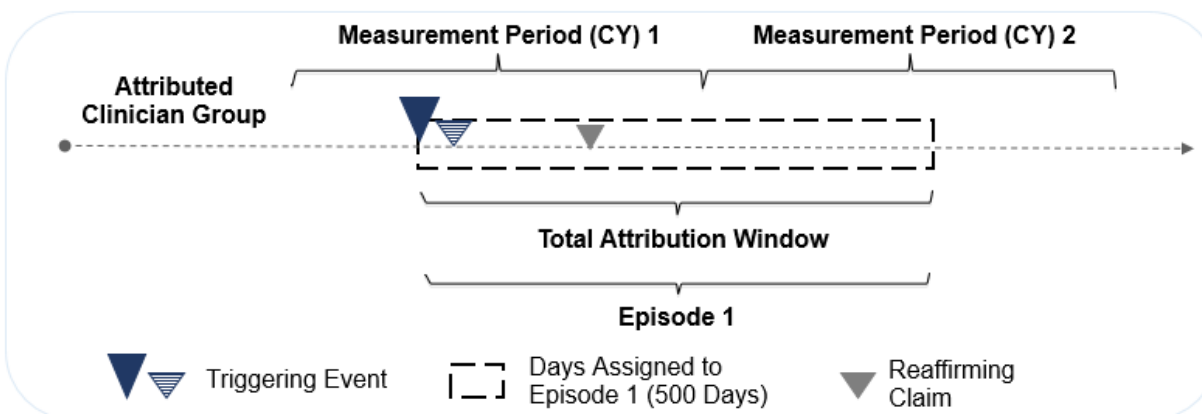 Measurement Period (CY) 1
Measurement Period (CY) 2
Attributed
Clinician Group
Total Attribution Window
Episode 1
Triggering Event
Days Assigned to
Episode 1 (500 Days)
Reaffirming
Claim